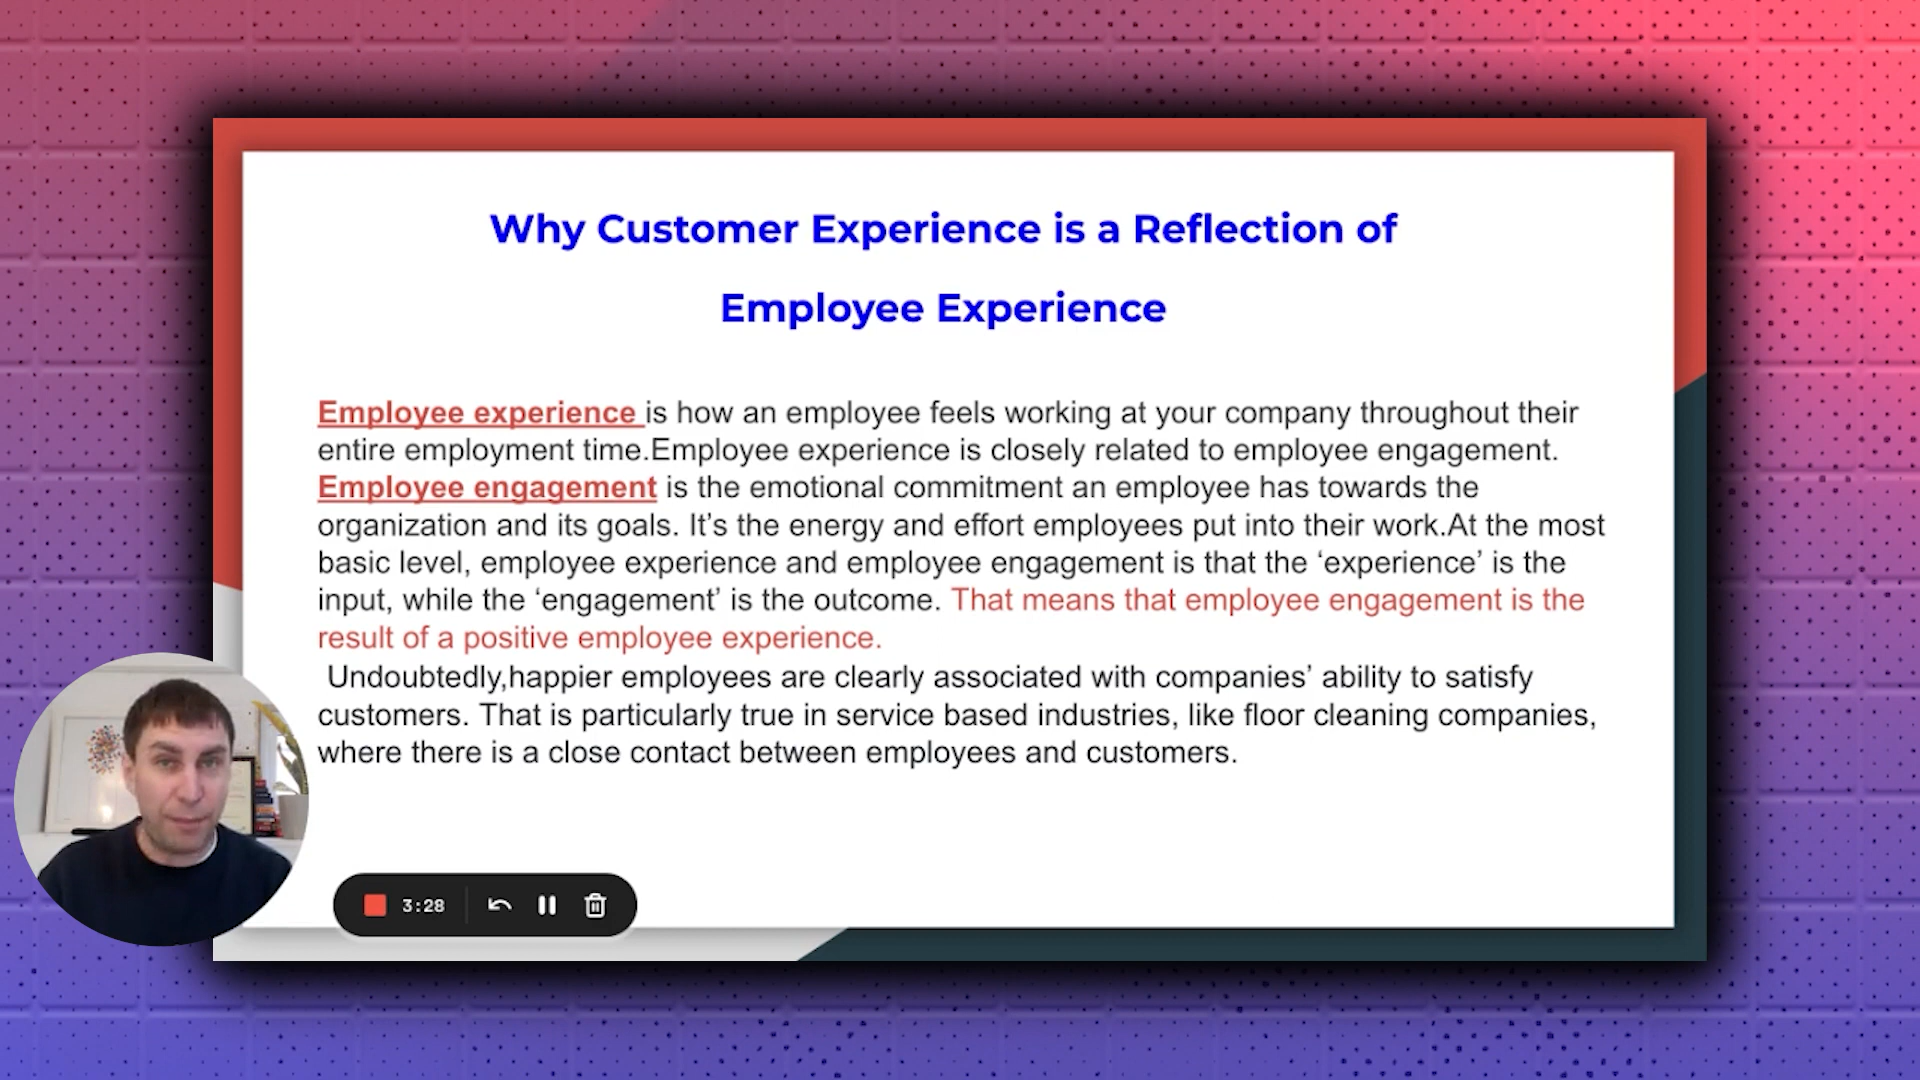 Why Customer Experience is a Reflection of
Employee Experience
Employee experience is how an employee feels working at your company throughout their
entire employment time.Employee experience is closely related to employee engagement.
Employee engagement is the emotional commitment an employee has towards the
organization and its goals. It’s the energy and effort employees put into their work.At the most
basic level, employee experience and employee engagement is that the ‘experience’ is the
input, while the ‘engagement’ is the outcome. That means that employee engagement is the
result of a positive employee experience.
Undoubtedly,happier employees are clearly associated with companies’ ability to satisfy
customers. That is particularly true in service based industries, like floor cleaning companies,
where there is a close contact between employees and customers.
3:28